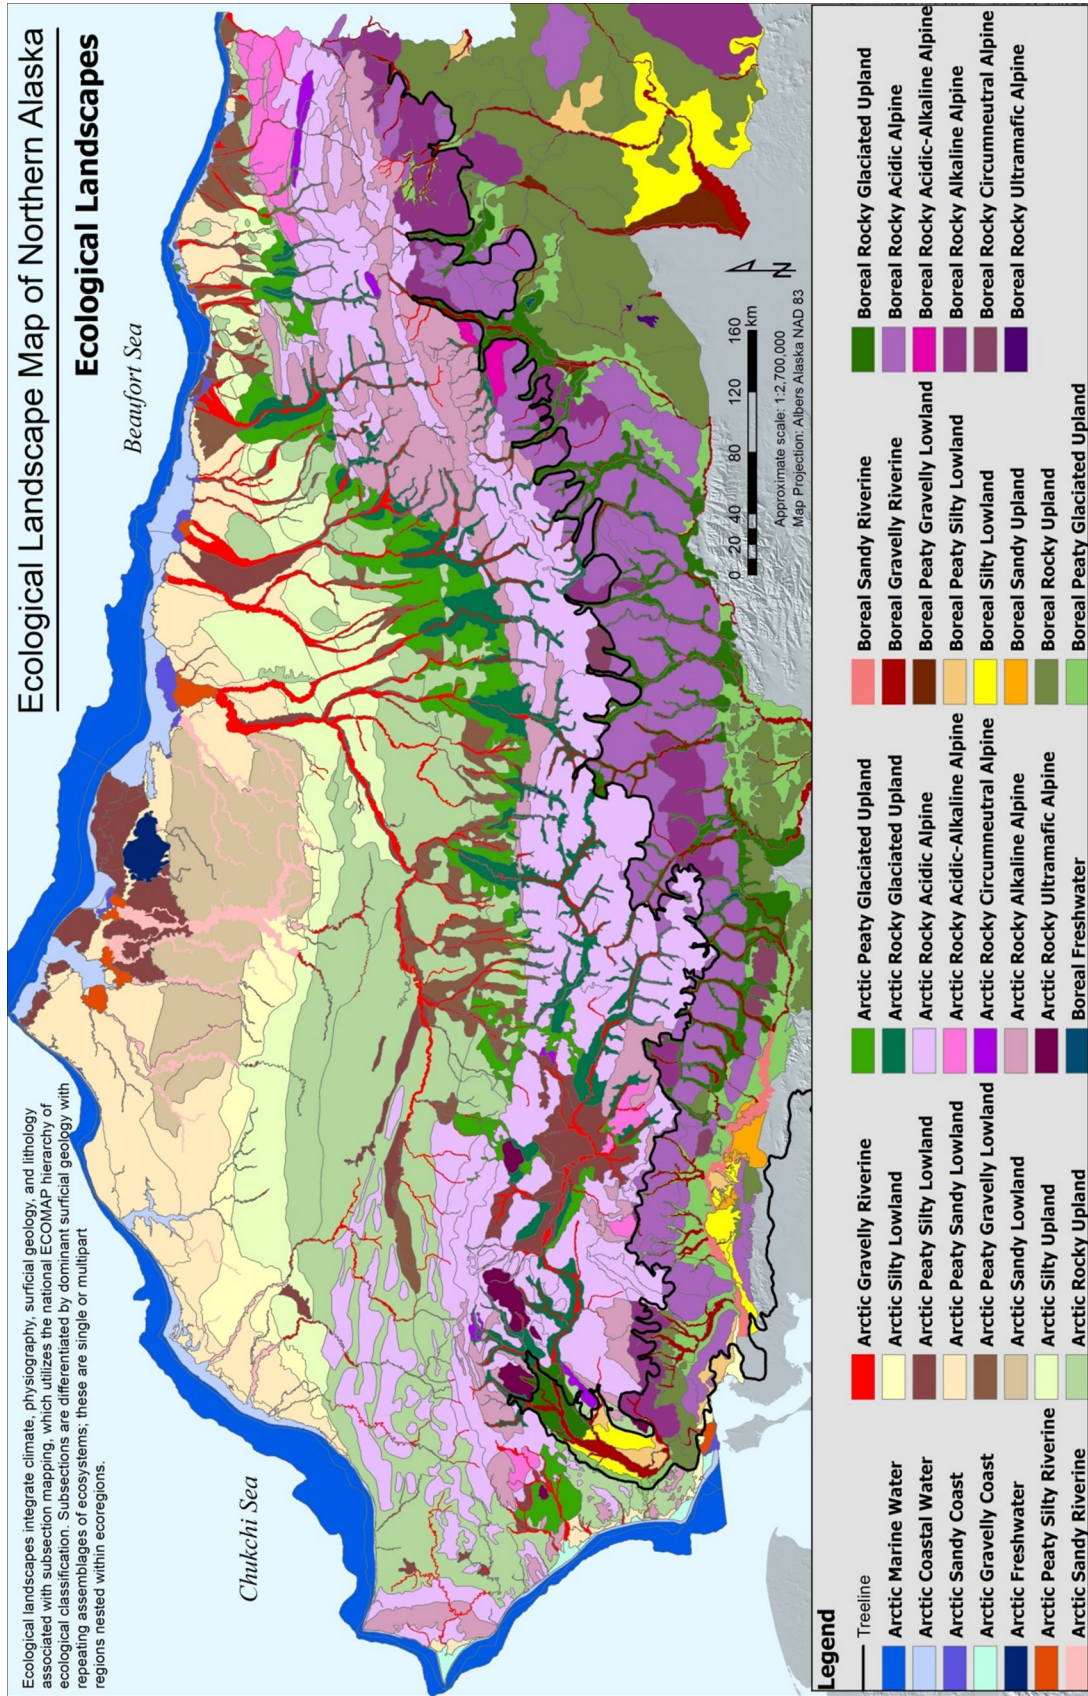 Ecological Landscape Map of Northern Alaska
Ecological Landscapes
Ecological landscapes integrate climate, physiography, surficial geology, and lithology
associated with subsection mapping, which utilizes the national ECOMAP hierarchy of
ecological classification. Subsections are differentiated by dominant surficial geology with
repeating assemblages of ecosystems; these are single or multipart
regions nested within ecoregions.
Beaufort Sea
Chukchi Sea
N
0 20 40 80 120 160
km
Approximate scale: 1:2,700,000
Map Projection: Albers Alaska NAD 83
Legend
Treeline
Arctic Marine Water
Arctic Coastal Water
Arctic Sandy Coast
Arctic Gravelly Coast
Arctic Freshwater
Arctic Peaty Silty Riverine
Arctic Sandy Riverine
Arctic Gravelly Riverine
Arctic Silty Lowland
Arctic Peaty Silty Lowland
Arctic Peaty Sandy Lowland
Arctic Peaty Gravelly Lowland
Arctic Sandy Lowland
Arctic Peaty Silty Upland
Arctic Rocky Upland
Arctic Peaty Glaciated Upland
Arctic Rocky Glaciated Upland
Arctic Rocky Acidic Alpine
Arctic Rocky Acidic-Alkaline Alpine
Arctic Rocky Circumneutral Alpine
Arctic Rocky Alkaline Alpine
Arctic Rocky Ultramafic Alpine
Boreal Freshwater
Boreal Sandy Riverine
Boreal Gravelly Riverine
Boreal Peaty Gravelly Lowland
Boreal Peaty Silty Lowland
Boreal Silty Lowland
Boreal Sandy Upland
Boreal Rocky Upland
Boreal Peaty Glaciated Upland
Boreal Rocky Glaciated Upland
Boreal Rocky Acidic Alpine
Boreal Rocky Acidic-Alkaline Alpine
Boreal Rocky Alkaline Alpine
Boreal Rocky Circumneutral Alpine
Boreal Rocky Ultramafic Alpine